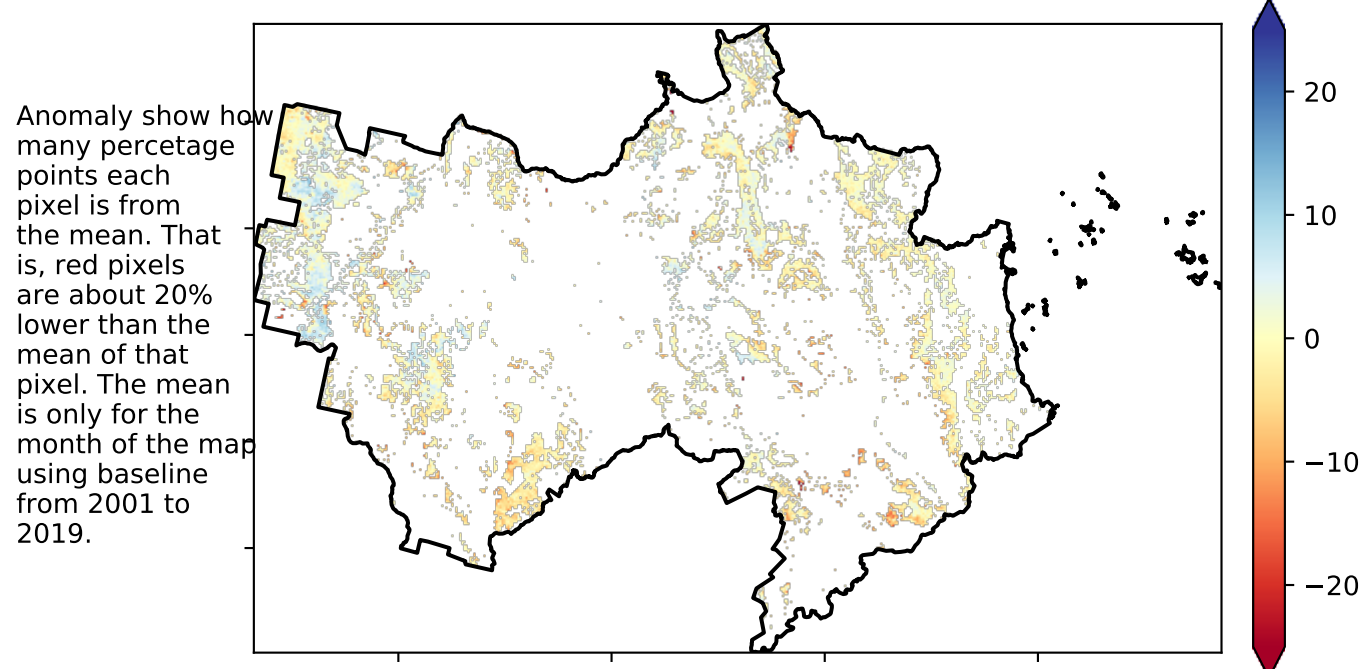 Anomaly show how
many percetage
points each
pixel is from
the mean. That
is, red pixels
are about 20%
lower than the
mean of that
pixel. The mean
is only for the
month of the map
using baseline
from 2001 to
2019.
20
10
0
−10
−20